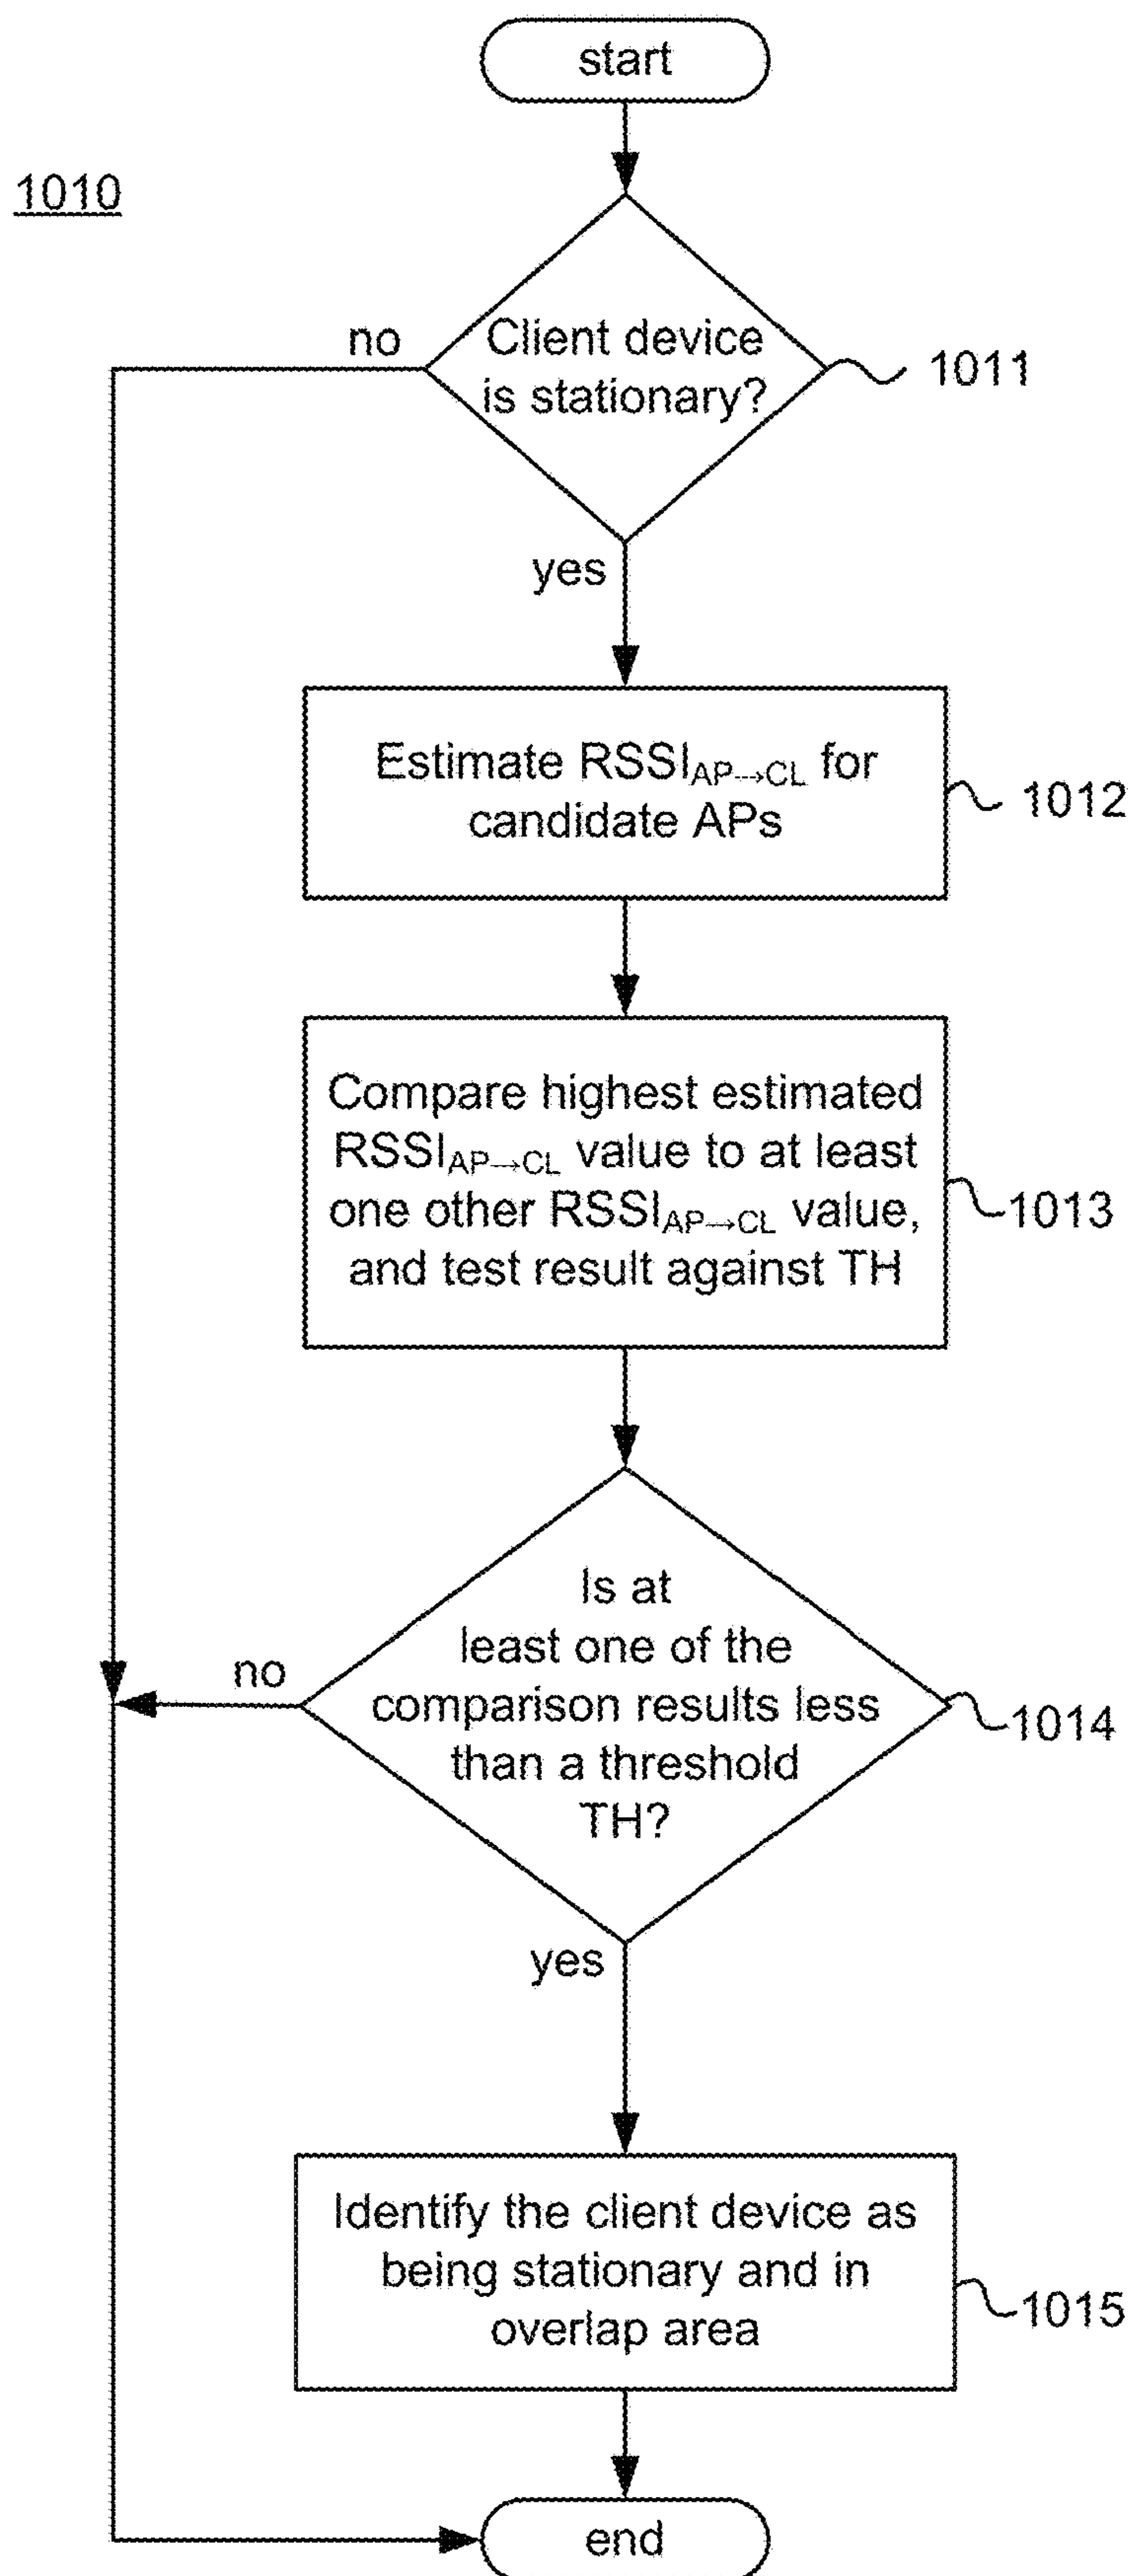 start
1010
no
Client device
is stationary?
1011
yes
Estimate RSSIAP→CL for
candidate APs
1012
Compare highest estimated
RSSIAP→CL value to at least
one other RSSIAP→CL value,
and test result against TH
1013
Is at
least one of the
comparison results less
than a threshold
TH?
no
1014
yes
Identify the client device as
being stationary and in
overlap area
1015
end